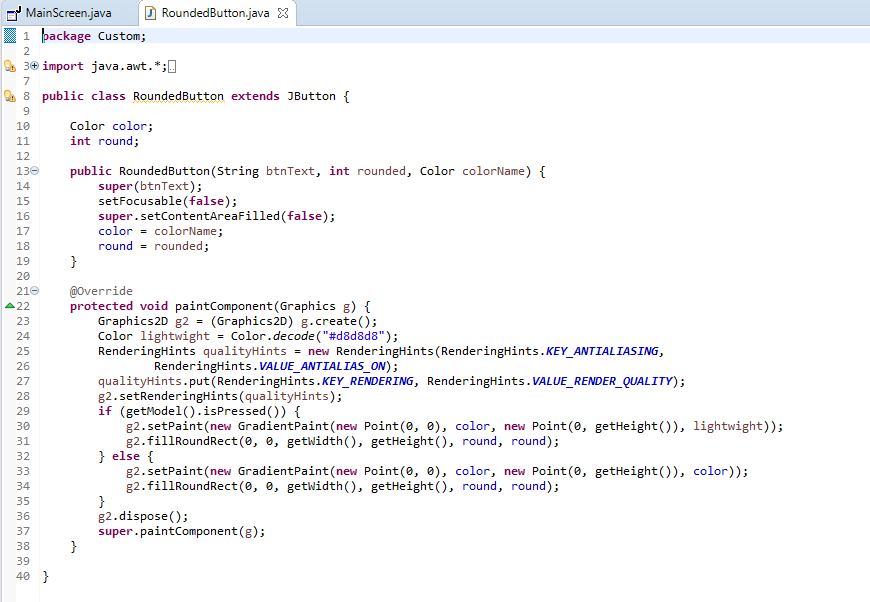 MainScreen.java RoundedButton.java
1 package Custom;
2
3 import java.awt.*;
7
8 public class RoundedButton extends JButton {
9
10     Color color;
11     int round;
12
13     public RoundedButton(String btnText, int rounded, Color colorName) {
14         super(btnText);
15         setFocusable(false);
16         super.setContentAreaFilled(false);
17         color = colorName;
18         round = rounded;
19     }
20
21     @Override
22     protected void paintComponent(Graphics g) {
23         Graphics2D g2 = (Graphics2D) g.create();
24         Color lightwight = Color.decode("#d8d8d8");
25         RenderingHints qualityHints = new RenderingHints(RenderingHints.KEY_ANTIALIASING,
26                 RenderingHints.VALUE_ANTIALIAS_ON);
27         qualityHints.put(RenderingHints.KEY_RENDERING, RenderingHints.VALUE_RENDER_QUALITY);
28         g2.setRenderingHints(qualityHints);
29         if (getModel().isPressed()) {
30             g2.setPaint(new GradientPaint(new Point(0, 0), color, new Point(0, getHeight()), lightwight));
31             g2.fillRoundRect(0, 0, getWidth(), getHeight(), round, round);
32         } else {
33             g2.setPaint(new GradientPaint(new Point(0, 0), color, new Point(0, getHeight()), color));
34             g2.fillRoundRect(0, 0, getWidth(), getHeight(), round, round);
35         }
36         g2.dispose();
37         super.paintComponent(g);
38     }
39
40 }